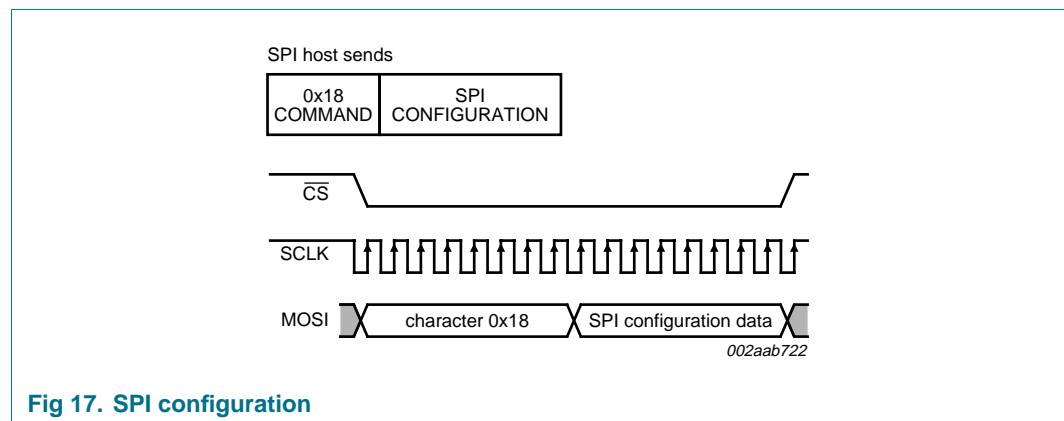 SPI host sends
0x18 COMMAND
SPI CONFIGURATION
CS
SCLK
MOSI
character 0x18
SPI configuration data
002aab722
Fig 17. SPI configuration